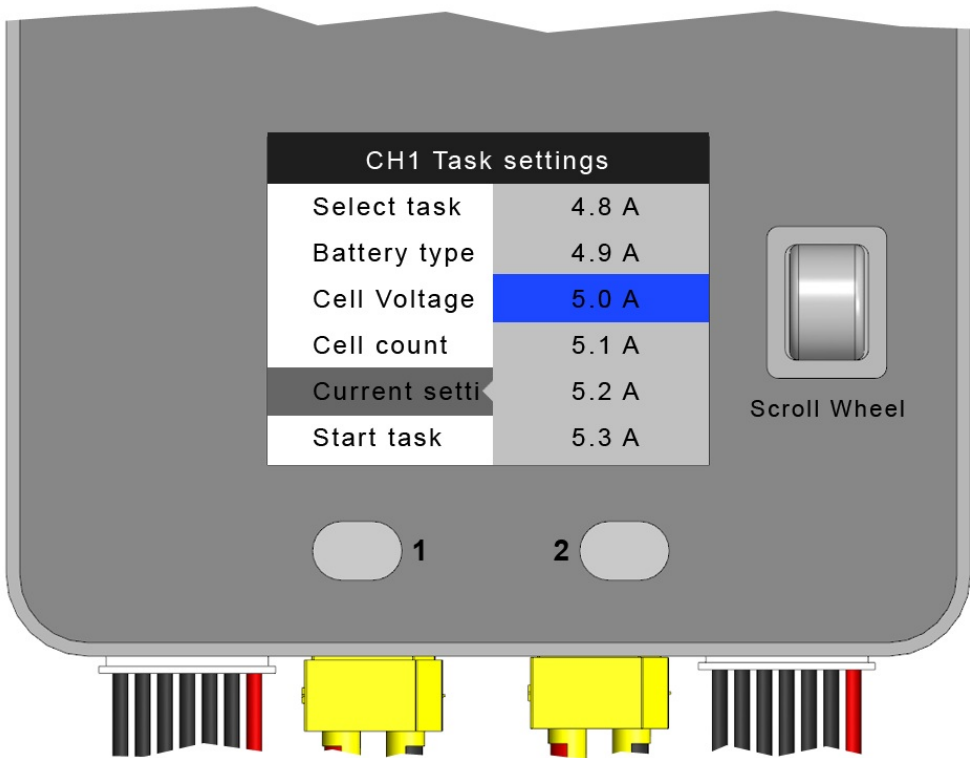 CH1 Task settings
Select task 4.8 A
Battery type 4.9 A
Cell Voltage 5.0 A
Cell count 5.1 A
Current setti 5.2 A
Start task 5.3 A
Scroll Wheel
1 2